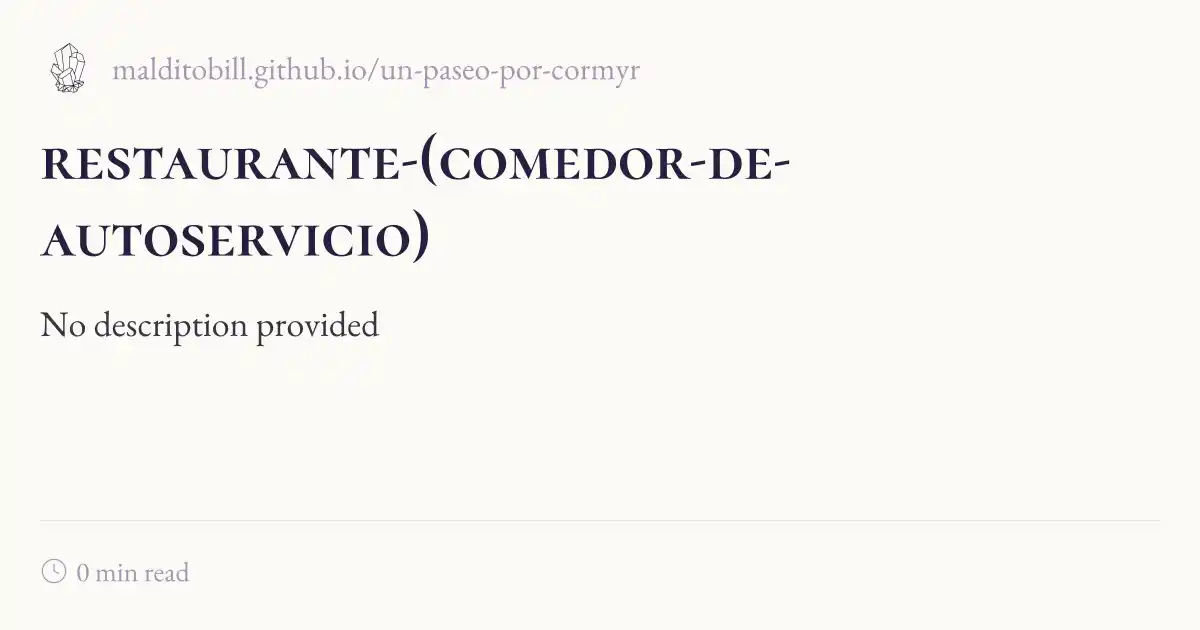 malditobill.github.io/un-paseo-por-cormyr
RESTAURANTE-(COMEDOR-DE-
AUTOSERVICIO)
No description provided
0 min read